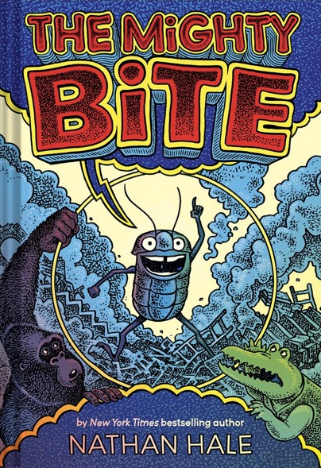 THE MiGHTY
BiTE
by New York Times bestselling author
NATHAN HALE